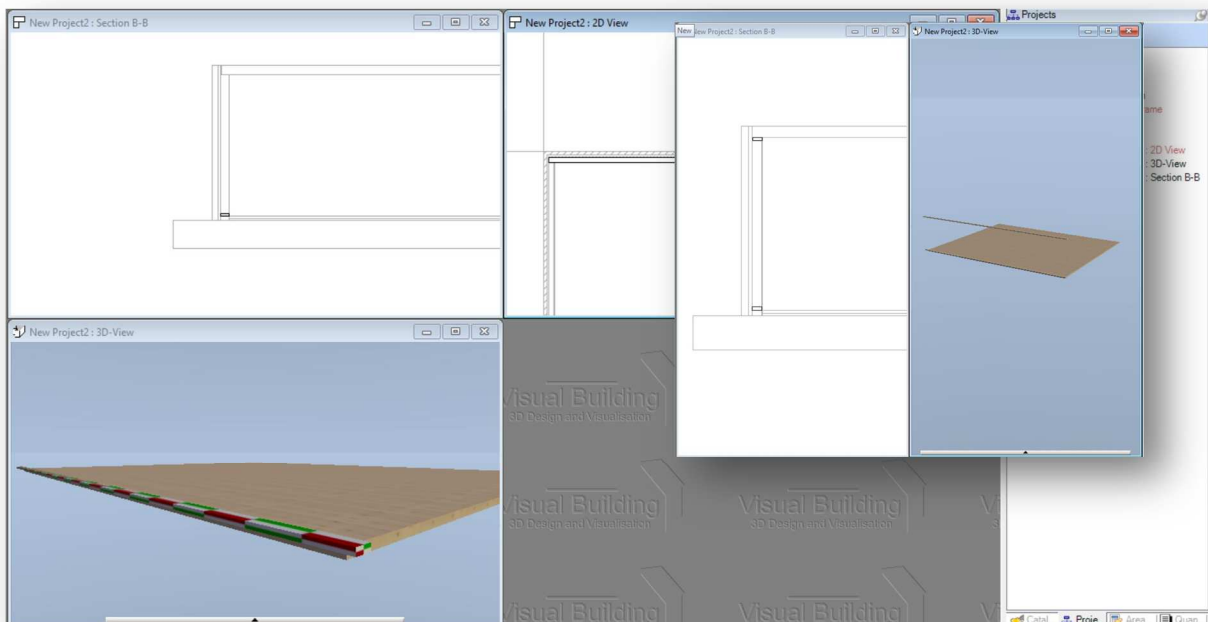 New Project2 : Section B-B
New Project2 : 2D View
New
New Project2 : Section B-B
New Project2 : 3D-View
Projects
ame
: 2D View
: 3D-View
: Section B-B
New Project2 : 3D-View
Visual Building
3D Design and Visualisation
Visual Building
3D Design and Visualisation
Visual Building
3D Design and Visualisation
Visual Building
Visual Building
Catal
Proje
Area
Quan